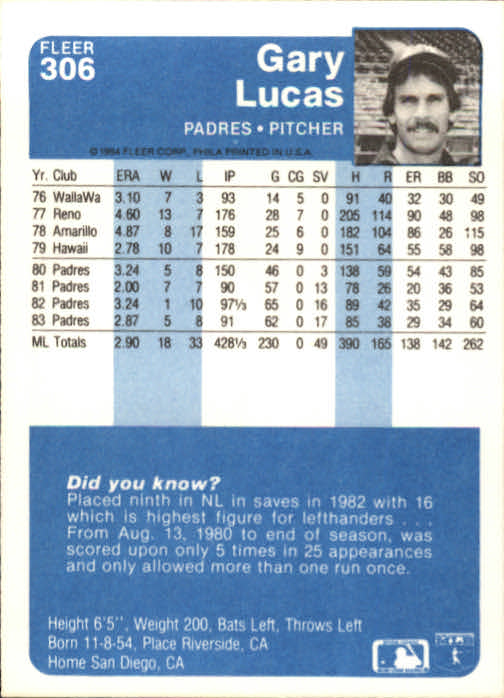 FLEER
306
Gary
Lucas
PADRES • PITCHER
© 1984 FLEER CORP., PHILA PRINTED IN U.S.A.
Yr. Club ERA W L IP G CG SV H R ER BB SO
76 WallaWa 3.10 7 3 93 14 5 0 91 40 32 30 49
77 Reno 4.60 13 7 176 28 7 0 205 114 90 48 98
78 Amarillo 4.87 8 17 159 25 6 0 182 104 86 26 115
79 Hawaii 2.78 10 7 178 24 9 0 151 64 55 58 98
80 Padres 3.24 5 8 150 46 0 3 138 59 54 43 85
81 Padres 2.00 7 7 90 57 0 13 78 26 20 36 53
82 Padres 3.24 1 10 97⅓ 65 0 16 89 42 35 29 64
83 Padres 2.87 5 8 91 62 0 17 85 38 29 34 60
ML Totals 2.90 18 33 428⅓ 230 0 49 390 165 138 142 262
Did you know?
Placed ninth in NL in saves in 1982 with 16
which is highest figure for lefthanders . . .
From Aug. 13, 1980 to end of season, was
scored upon only 5 times in 25 appearances
and only allowed more than one run once.
Height 6'5'', Weight 200, Bats Left, Throws Left
Born 11-8-54, Place Riverside, CA
Home San Diego, CA